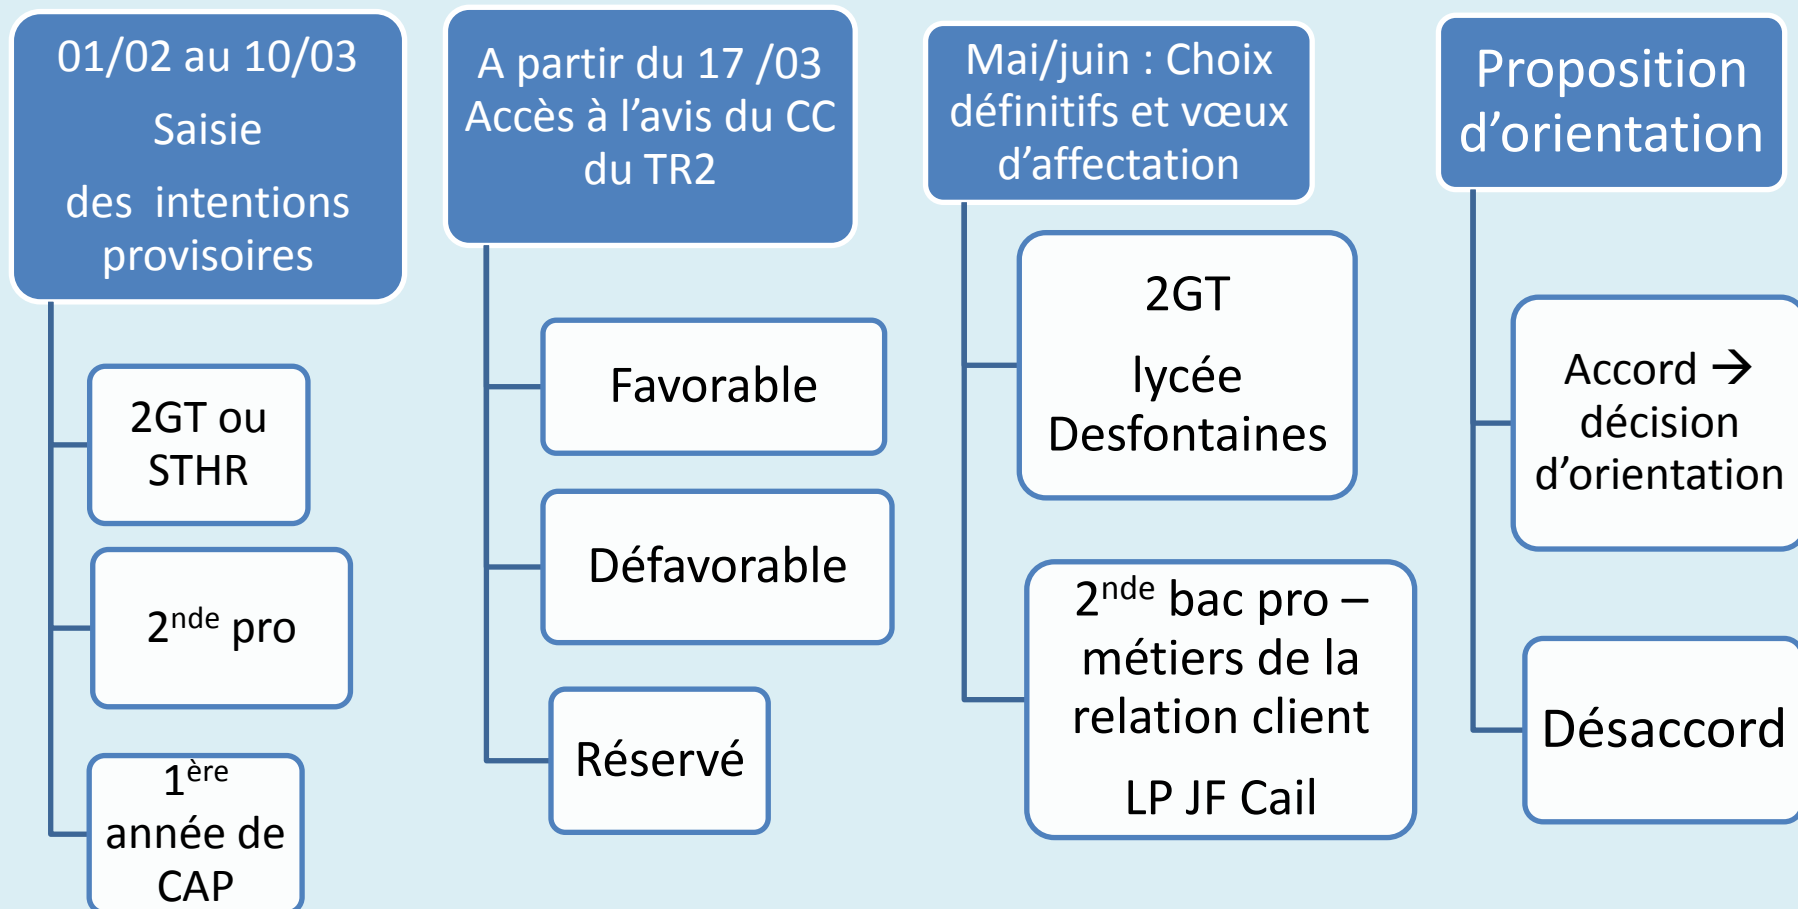 01/02 au 10/03
Saisie
des intentions
provisoires
2GT ou
STHR
2nde pro
1ère
année de
CAP
A partir du 17 /03
Accès à l’avis du CC
du TR2
Favorable
Défavorable
Réservé
Mai/juin : Choix
définitifs et vœux
d’affectation
2GT
lycée
Desfontaines
2nde bac pro –
métiers de la
relation client
LP JF Cail
Proposition
d’orientation
Accord →
décision
d’orientation
Désaccord